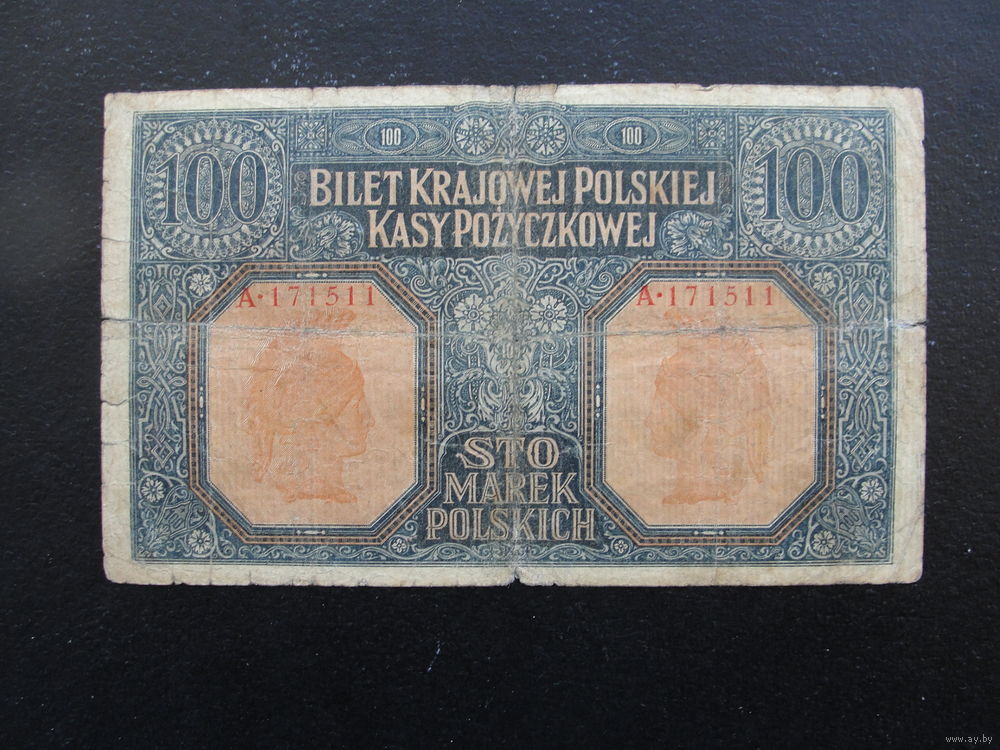 100 100 100 100
BILET KRAJOWEJ POLSKIEJ
KASY POŻYCZKOWEJ
A·171511 A·171511
STO
MAREK
POLSKICH
www.ay.by